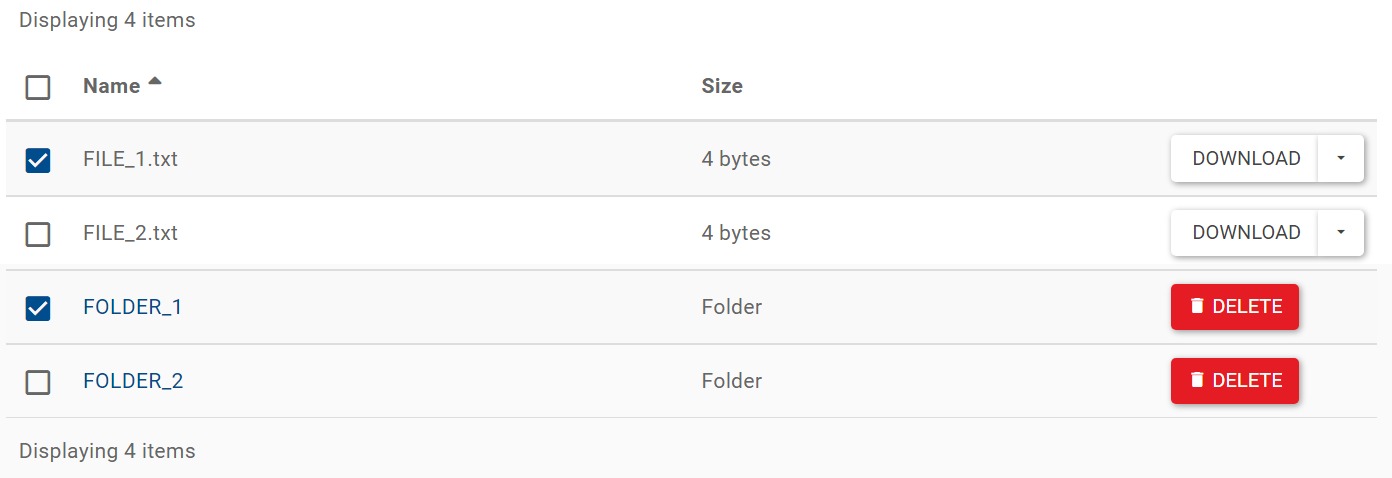 Displaying 4 items
Name Size
FILE_1.txt 4 bytes DOWNLOAD
FILE_2.txt 4 bytes DOWNLOAD
FOLDER_1 Folder DELETE
FOLDER_2 Folder DELETE
Displaying 4 items